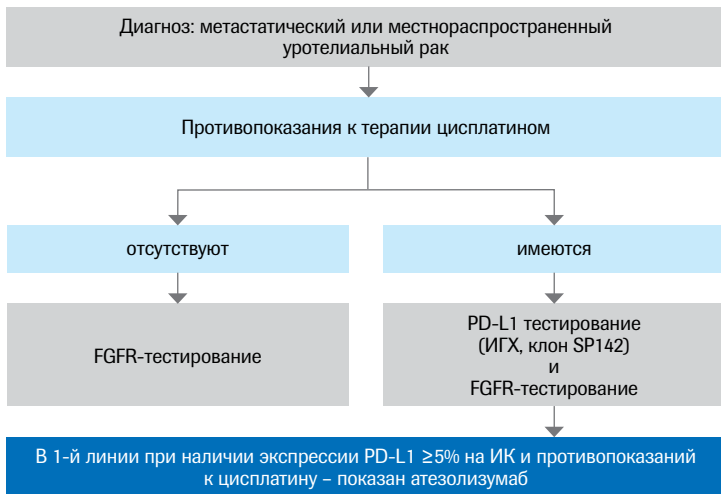 Диагноз: метастатический или местнораспространенный
уротелиальный рак
Противопоказания к терапии цисплатином
отсутствуют
имеются
FGFR-тестирование
PD-L1 тестирование
(ИГХ, клон SP142)
и
FGFR-тестирование
В 1-й линии при наличии экспрессии PD-L1 ≥5% на ИК и противопоказаний
к цисплатину – показан атезолизумаб